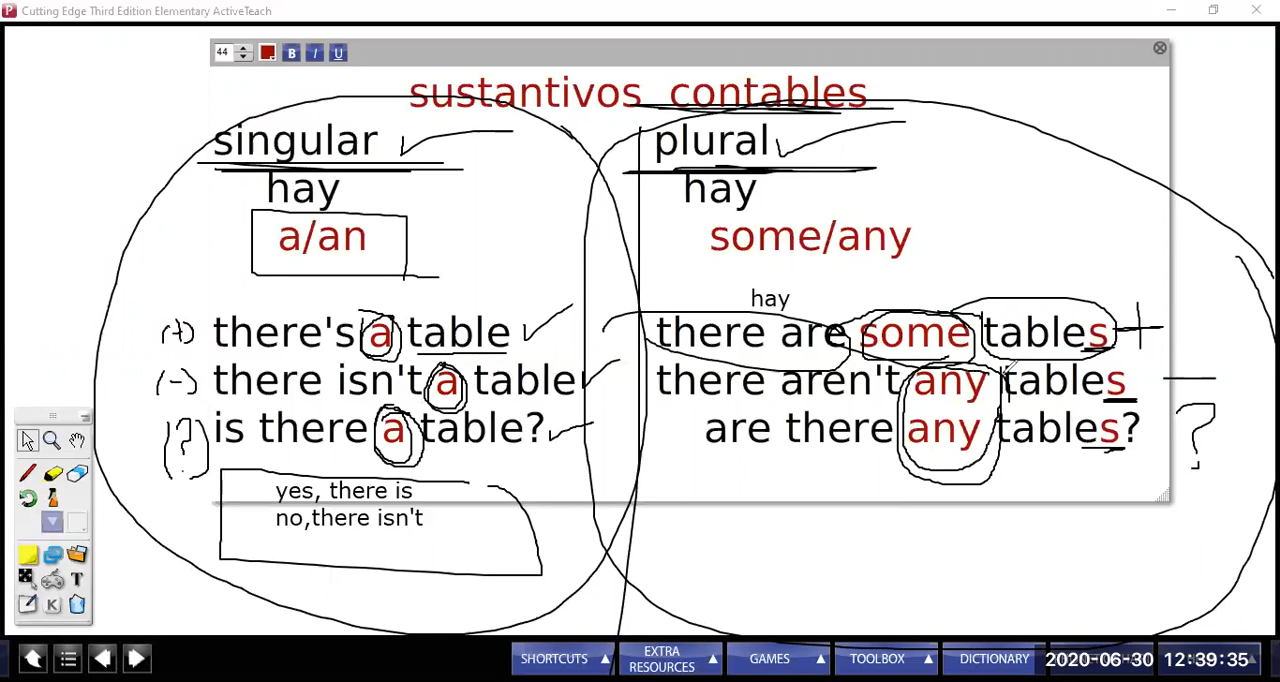 Cutting Edge Third Edition Elementary ActiveTeach
44 B I U
sustantivos contables
singular
hay
a/an
(+) there's a table
(-) there isn't a table
? is there a table?
yes, there is
no,there isn't
plural
hay
some/any
hay
there are some tables +
there aren't any tables -
are there any tables? ?
T
K
SHORTCUTS
EXTRA
RESOURCES
GAMES
TOOLBOX
DICTIONARY
2020-06-30 12:39:35